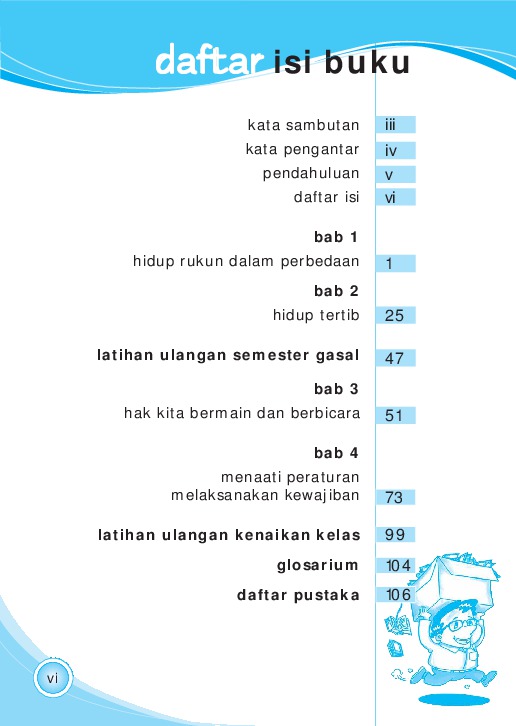 daftar isi buku
kata sambutan iii
kata pengantar iv
pendahuluan v
daftar isi vi
bab 1
hidup rukun dalam perbedaan 1
bab 2
hidup tertib 25
latihan ulangan semester gasal 47
bab 3
hak kita bermain dan berbicara 51
bab 4
menaati peraturan
melaksanakan kewajiban 73
latihan ulangan kenaikan kelas 99
glosarium 104
daftar pustaka 106
vi